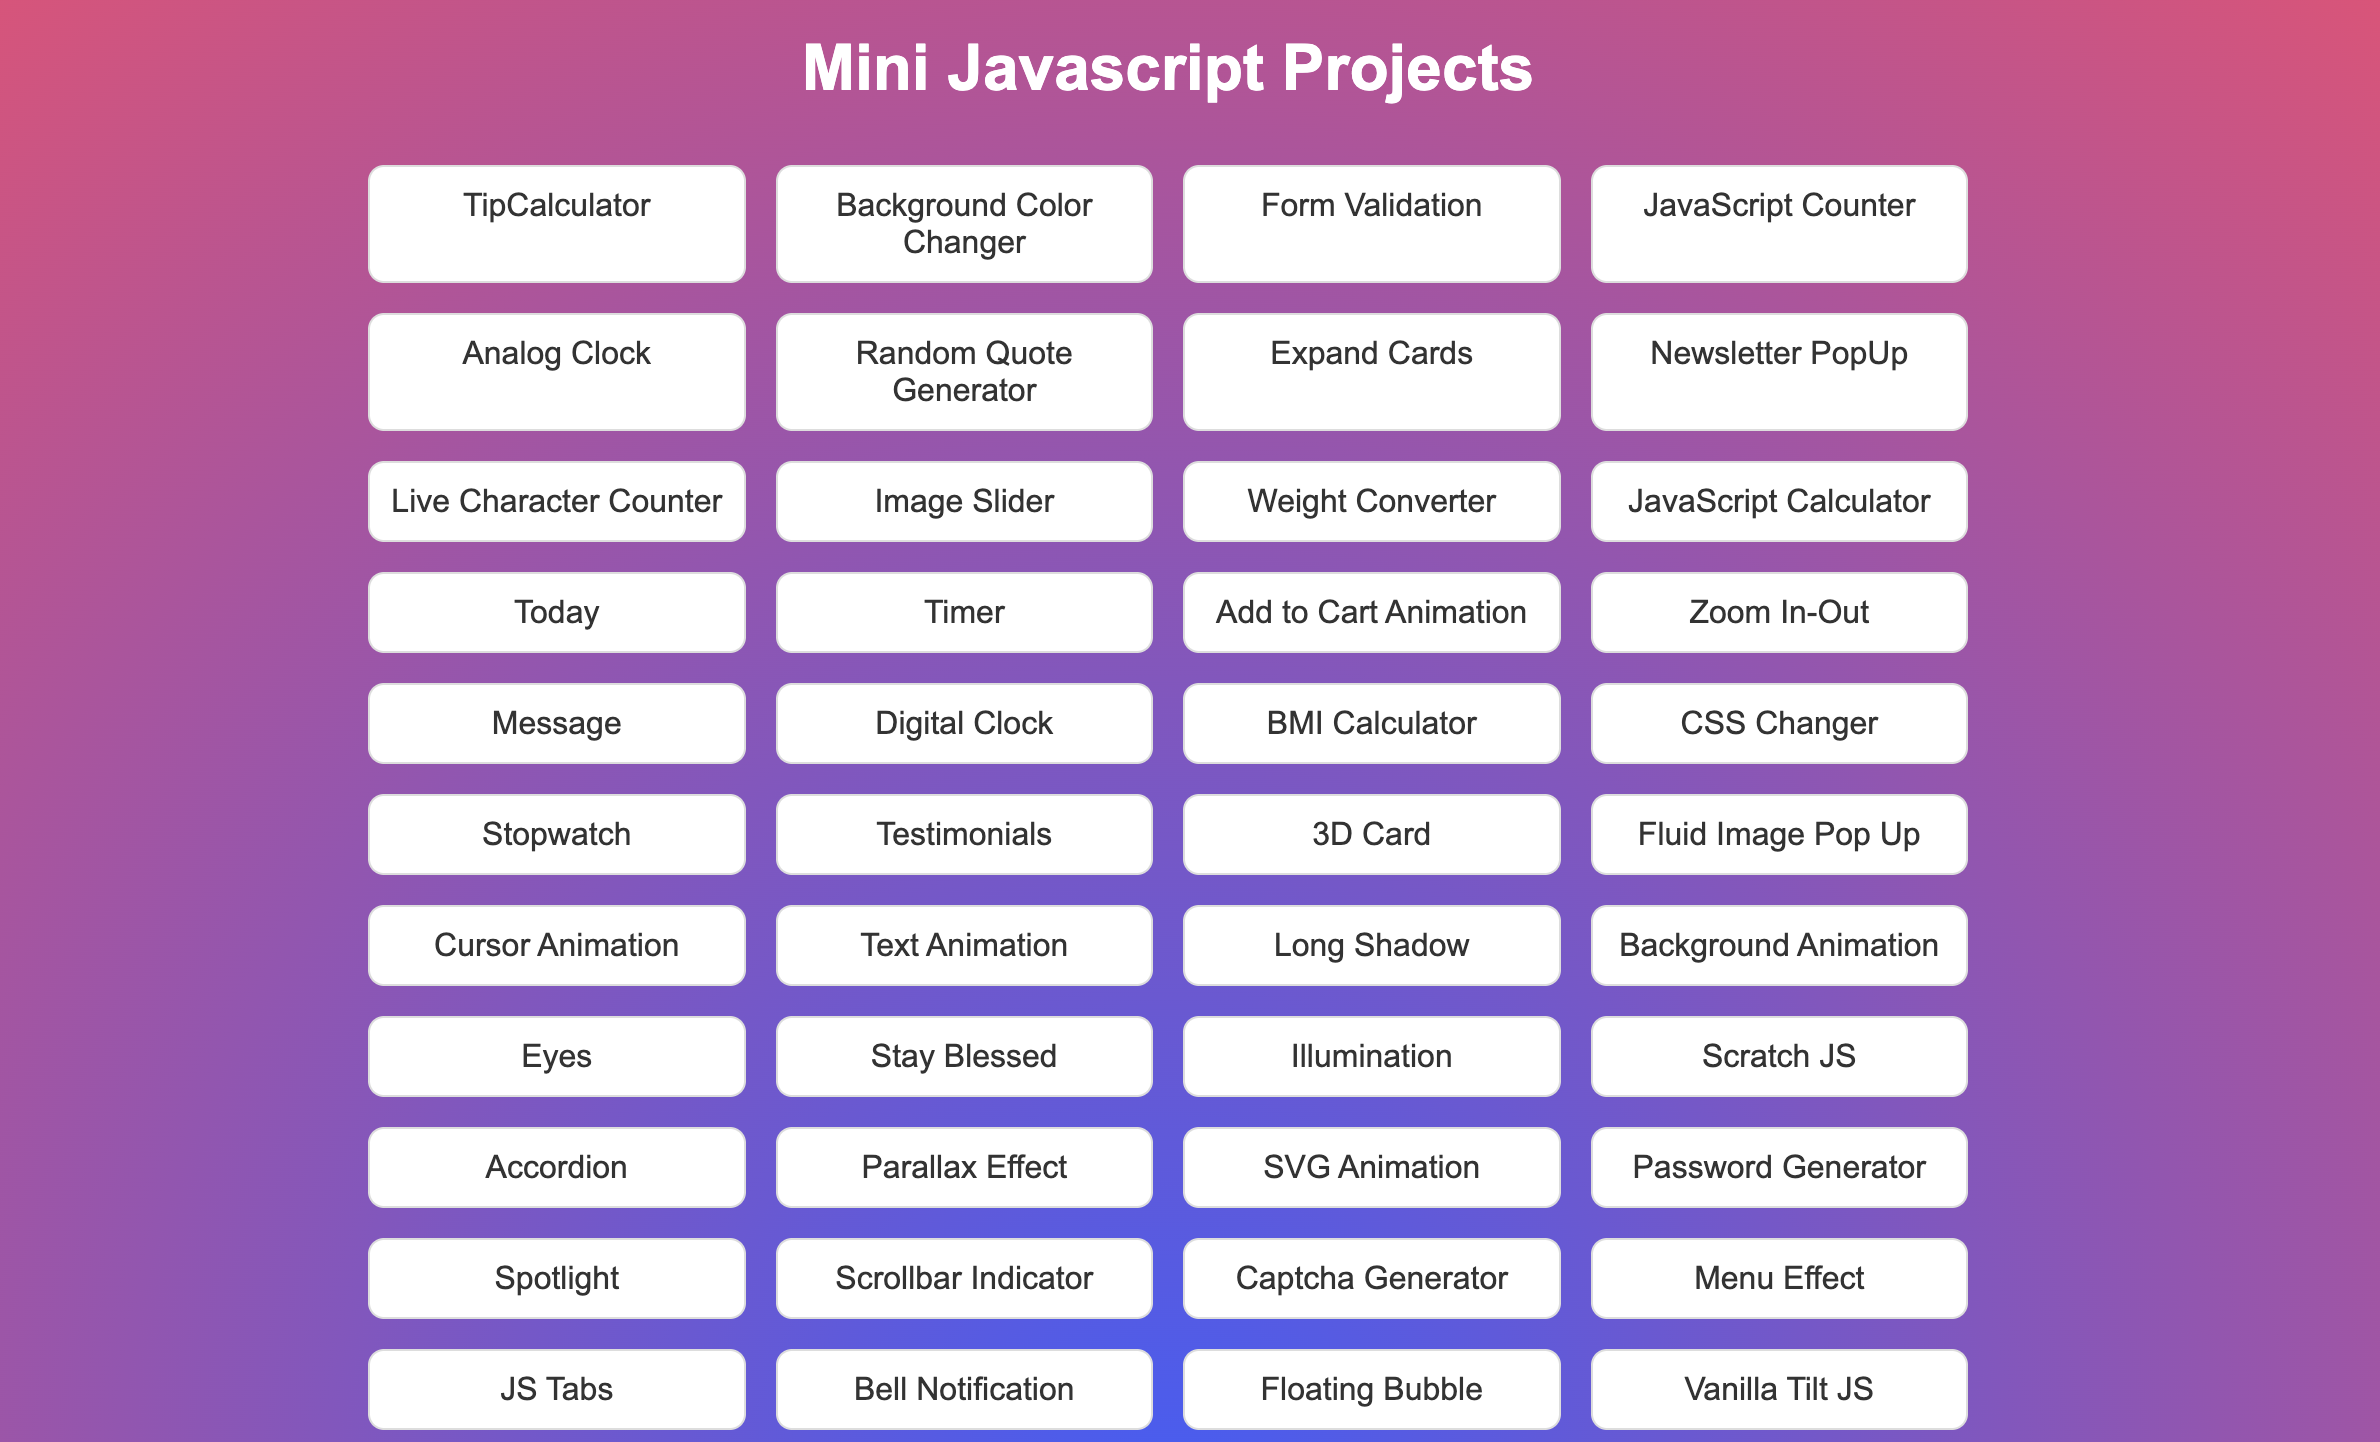 Mini Javascript Projects
TipCalculator
Background Color
Changer
Form Validation
JavaScript Counter
Analog Clock
Random Quote
Generator
Expand Cards
Newsletter PopUp
Live Character Counter
Image Slider
Weight Converter
JavaScript Calculator
Today
Timer
Add to Cart Animation
Zoom In-Out
Message
Digital Clock
BMI Calculator
CSS Changer
Stopwatch
Testimonials
3D Card
Fluid Image Pop Up
Cursor Animation
Text Animation
Long Shadow
Background Animation
Eyes
Stay Blessed
Illumination
Scratch JS
Accordion
Parallax Effect
SVG Animation
Password Generator
Spotlight
Scrollbar Indicator
Captcha Generator
Menu Effect
JS Tabs
Bell Notification
Floating Bubble
Vanilla Tilt JS